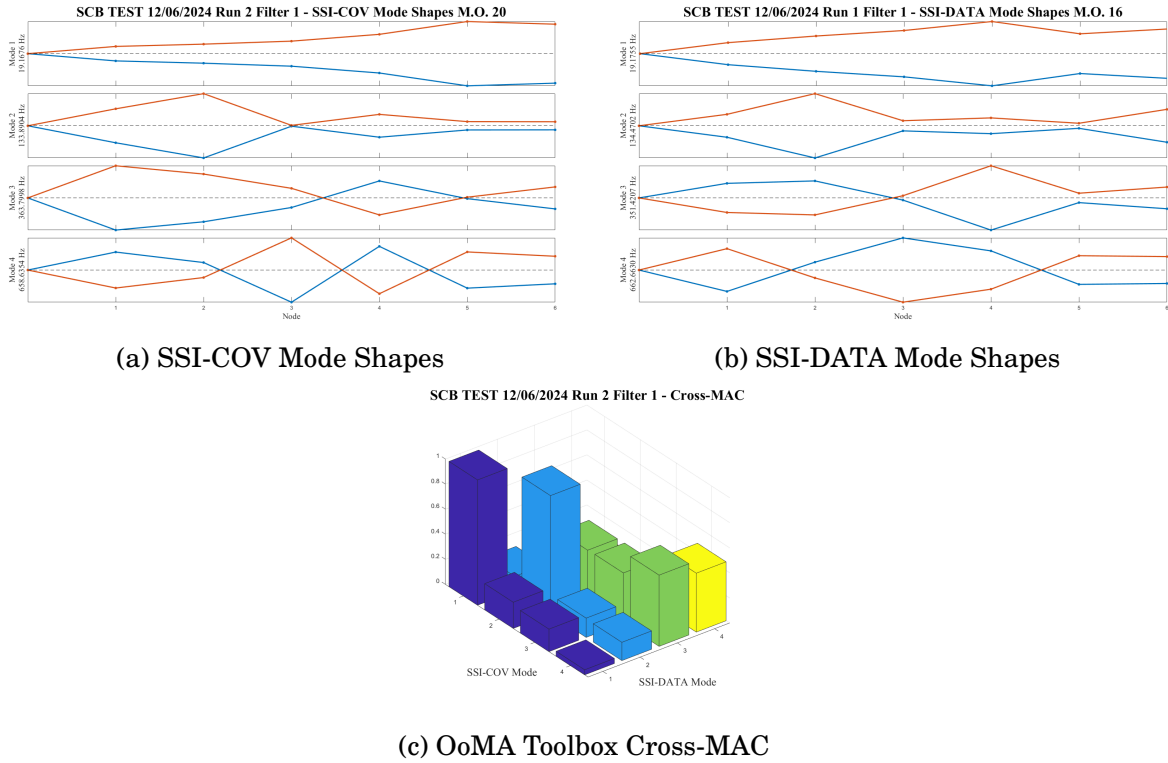 SCB TEST 12/06/2024 Run 2 Filter 1 - SSI-COV Mode Shapes M.O. 20
Mode 1
19.1676 Hz
Mode 2
133.8904 Hz
Mode 3
363.7998 Hz
Mode 4
658.6354 Hz
0 1 2 3 4 5 6
Node
(a) SSI-COV Mode Shapes
SCB TEST 12/06/2024 Run 1 Filter 1 - SSI-DATA Mode Shapes M.O. 16
Mode 1
19.1755 Hz
Mode 2
134.4702 Hz
Mode 3
351.4207 Hz
Mode 4
662.6630 Hz
0 1 2 3 4 5 6
Node
(b) SSI-DATA Mode Shapes
SCB TEST 12/06/2024 Run 2 Filter 1 - Cross-MAC
1
0.8
0.6
0.4
0.2
0
1
2
3
4
SSI-COV Mode
1
2
3
4
SSI-DATA Mode
(c) OoMA Toolbox Cross-MAC